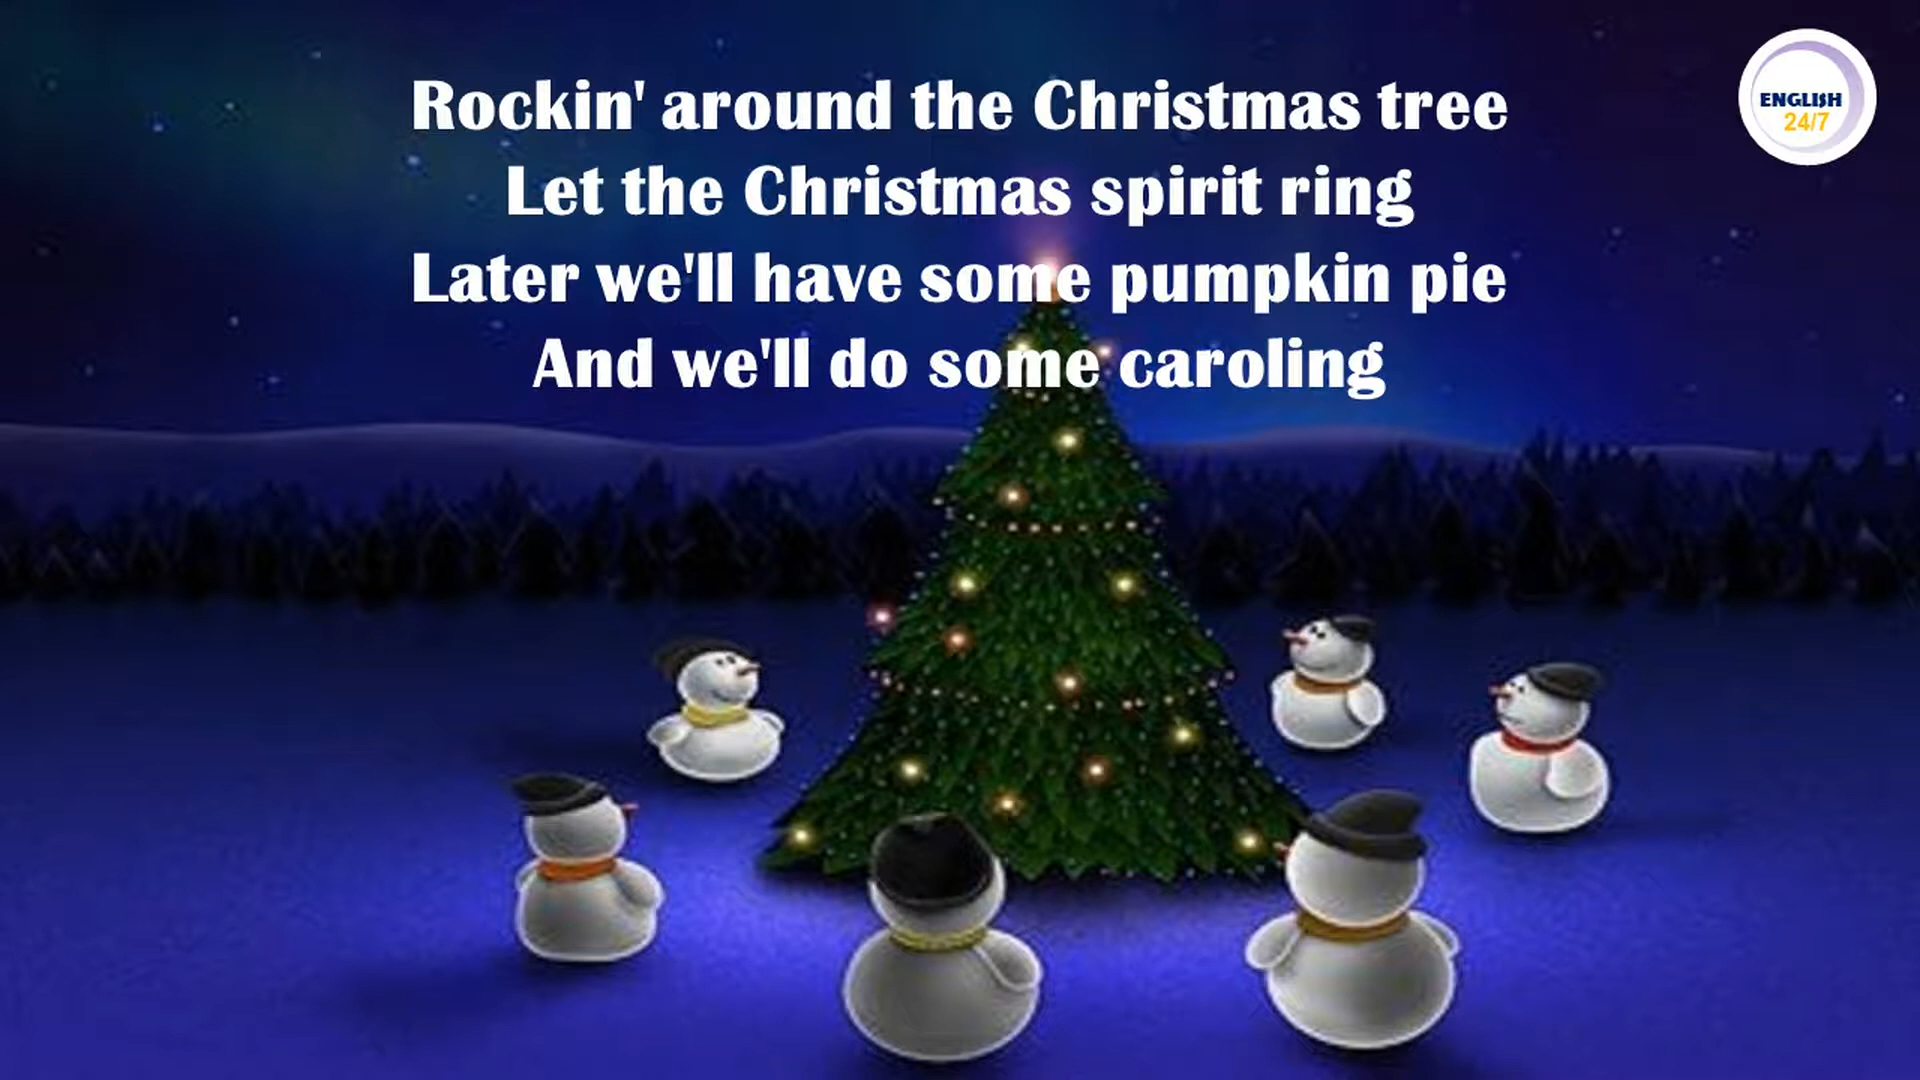 Rockin' around the Christmas tree
Let the Christmas spirit ring
Later we'll have some pumpkin pie
And we'll do some caroling
ENGLISH
24/7